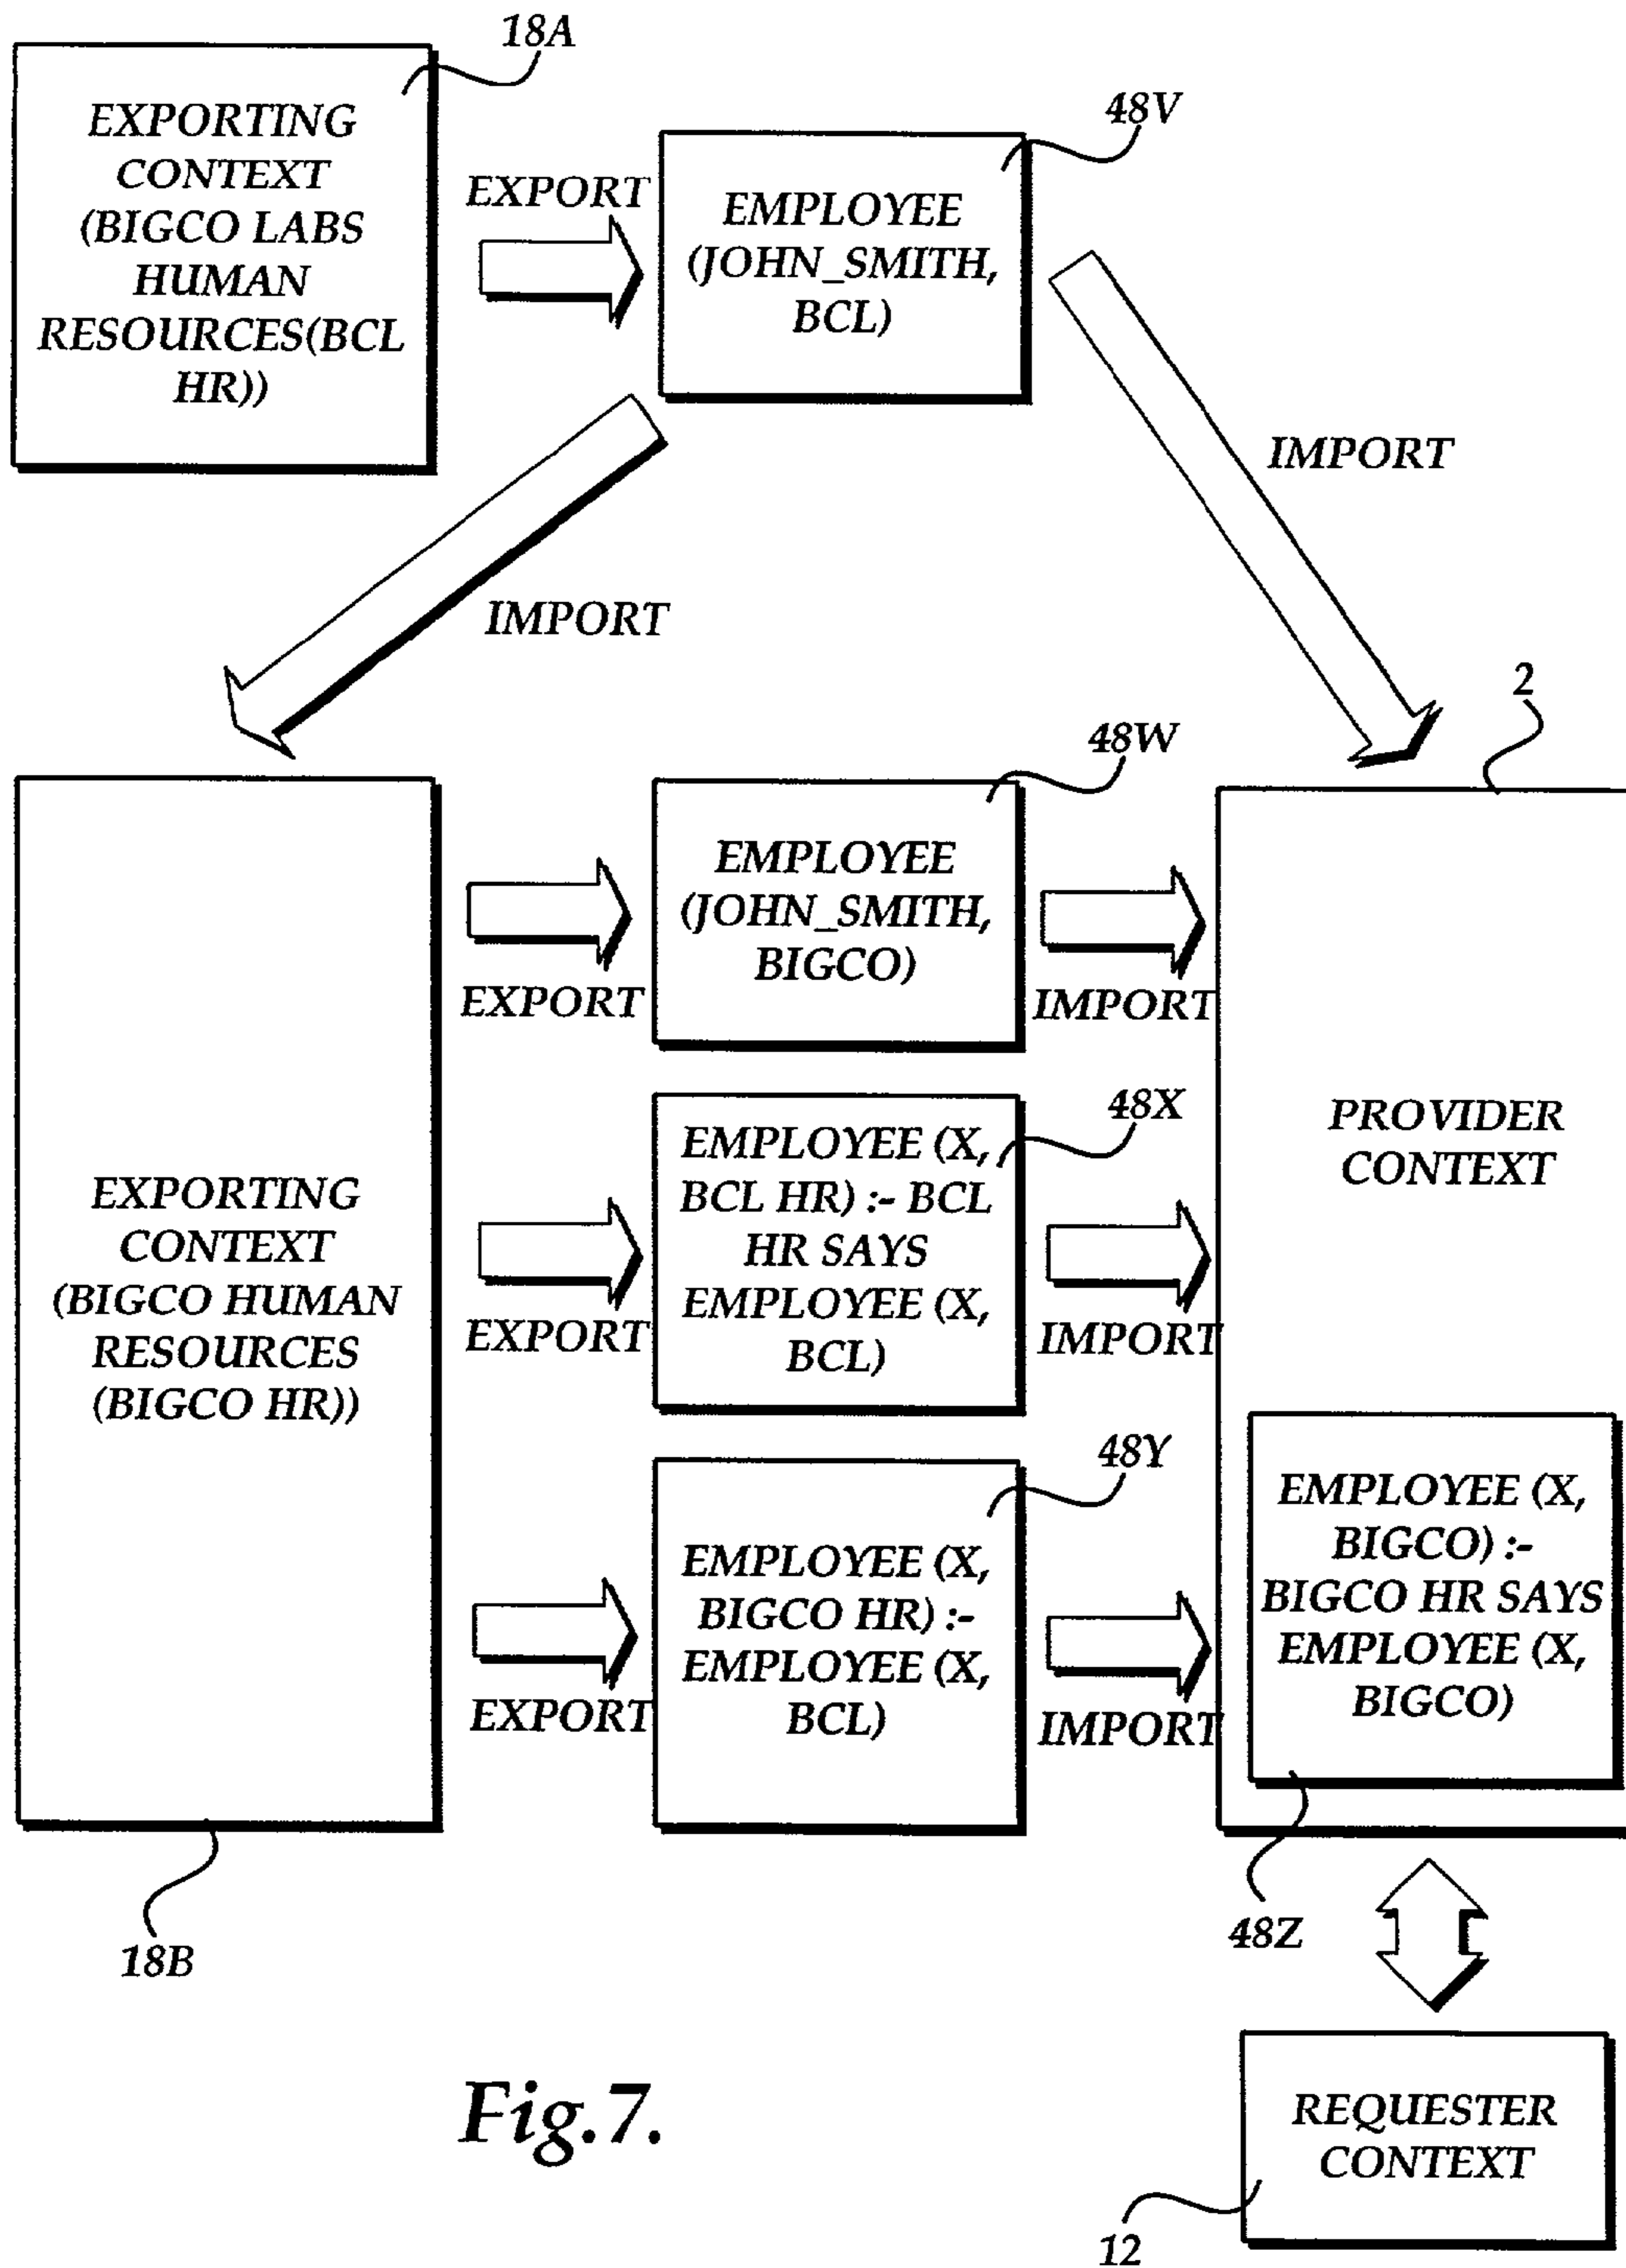 18A
EXPORTING
CONTEXT
(BIGCO LABS
HUMAN
RESOURCES(BCL
HR))
EXPORT
48V
EMPLOYEE
(JOHN_SMITH,
BCL)
IMPORT
IMPORT
2
48W
EXPORTING
CONTEXT
(BIGCO HUMAN
RESOURCES
(BIGCO HR))
18B
EXPORT
EMPLOYEE
(JOHN_SMITH,
BIGCO)
IMPORT
48X
EXPORT
EMPLOYEE (X,
BCL HR) :- BCL
HR SAYS
EMPLOYEE (X,
BCL)
IMPORT
48Y
EXPORT
EMPLOYEE (X,
BIGCO HR) :-
EMPLOYEE (X,
BCL)
IMPORT
PROVIDER
CONTEXT
EMPLOYEE (X,
BIGCO) :-
BIGCO HR SAYS
EMPLOYEE (X,
BIGCO)
48Z
REQUESTER
CONTEXT
12
Fig.7.